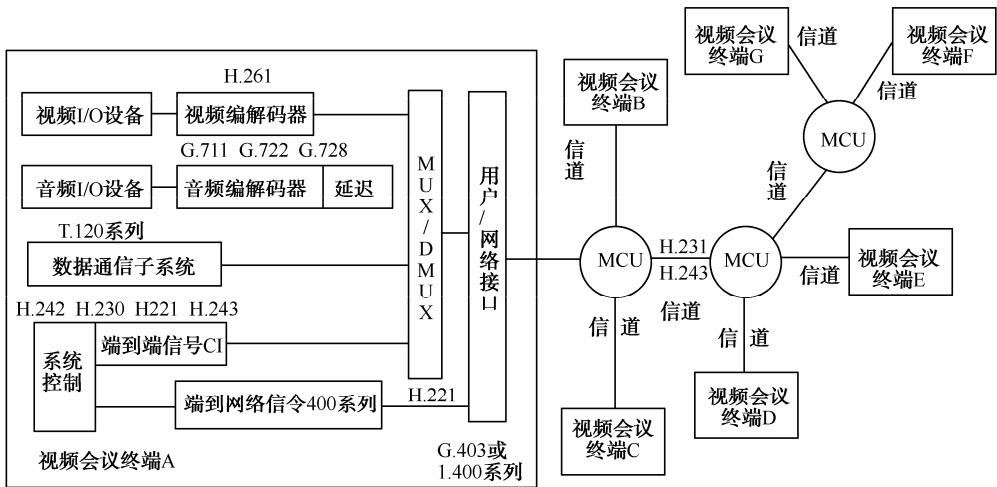 H.261
视频I/O设备
视频编解码器
G.711 G.722 G.728
音频I/O设备
音频编解码器
延迟
T.120系列
数据通信子系统
H.242 H.230 H221 H.243
系统
控制
端到端信号CI
端到网络信令400系列
H.221
MUX/DMUX
用户/网络接口
G.403或
1.400系列
视频会议终端A
视频会议
终端B
信道
MCU
信道
视频会议
终端C
H.231
H.243
信道
MCU
信道
视频会议
终端D
信道
视频会议
终端E
信道
MCU
信道
视频会议
终端G
信道
视频会议
终端F